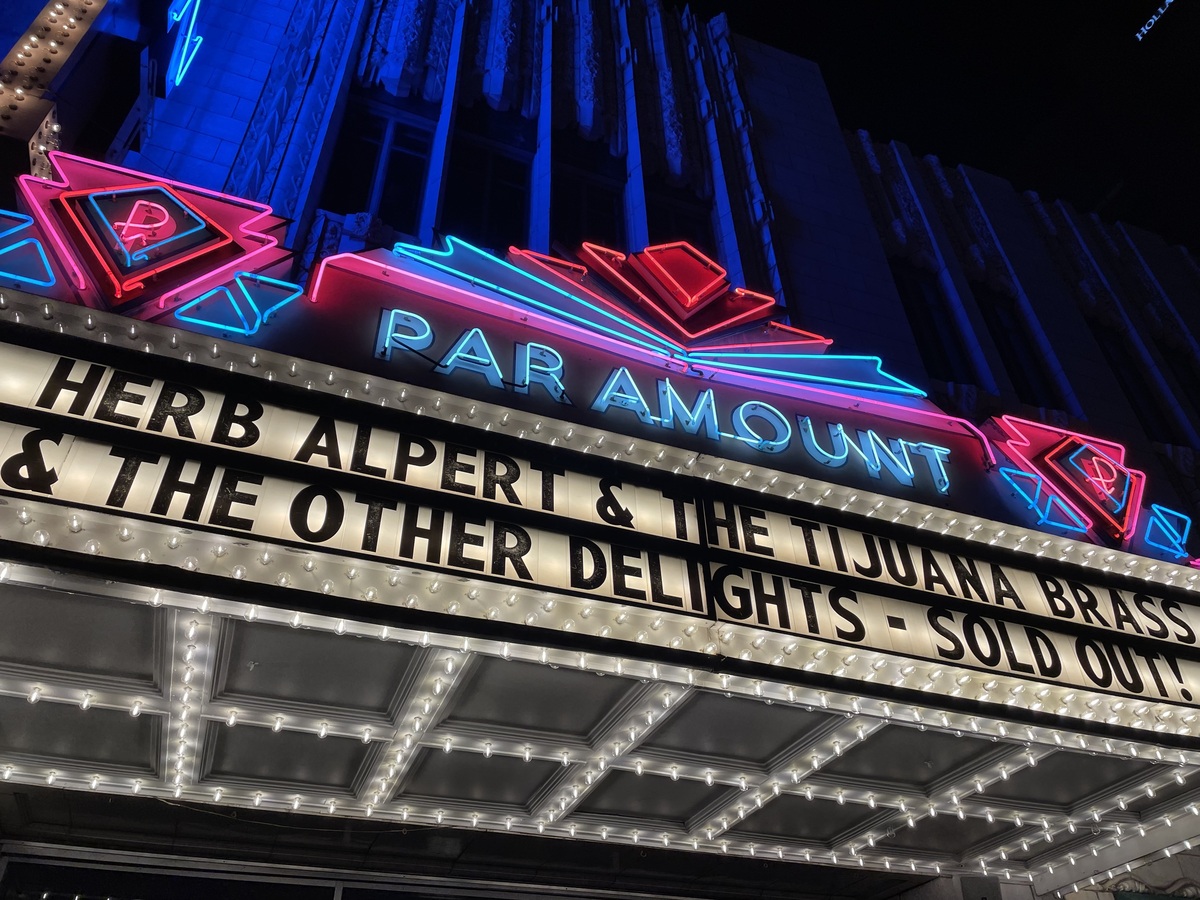 PARAMOUNT
HERB ALPERT & THE TIJUANA BRASS
& THE OTHER DELIGHTS - SOLD OUT!